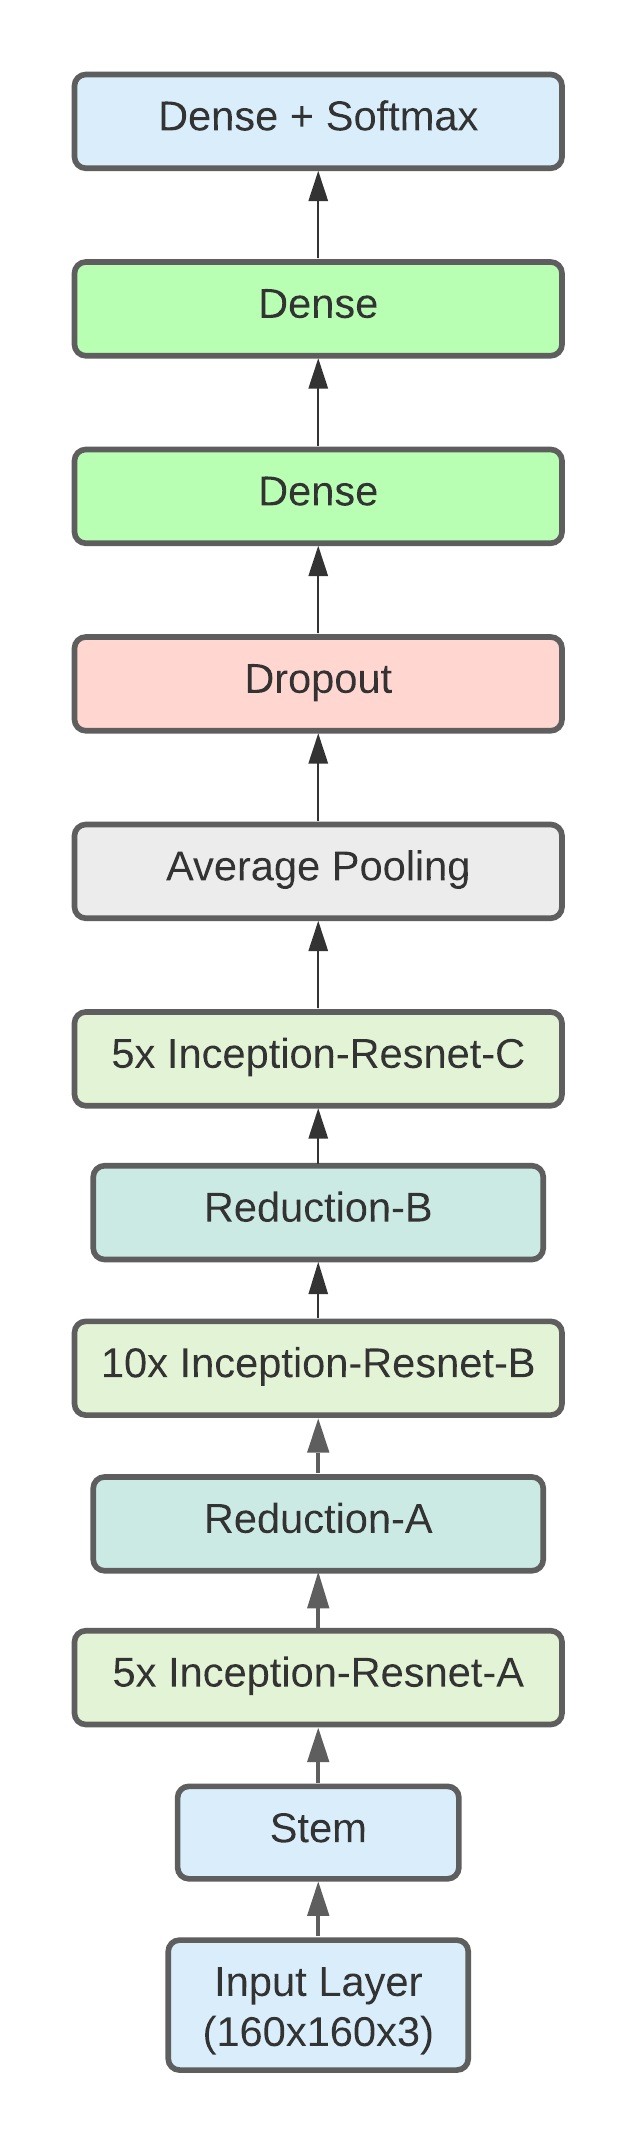 Dense + Softmax
Dense
Dense
Dropout
Average Pooling
5x Inception-Resnet-C
Reduction-B
10x Inception-Resnet-B
Reduction-A
5x Inception-Resnet-A
Stem
Input Layer
(160x160x3)